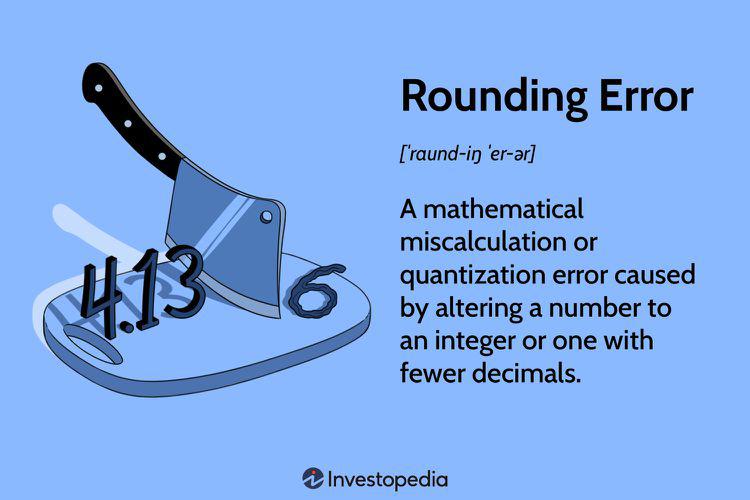 Rounding Error
['raund-iŋ 'er-ər]
A mathematical
miscalculation or
quantization error caused
by altering a number to
an integer or one with
fewer decimals.
4.13 6
Investopedia